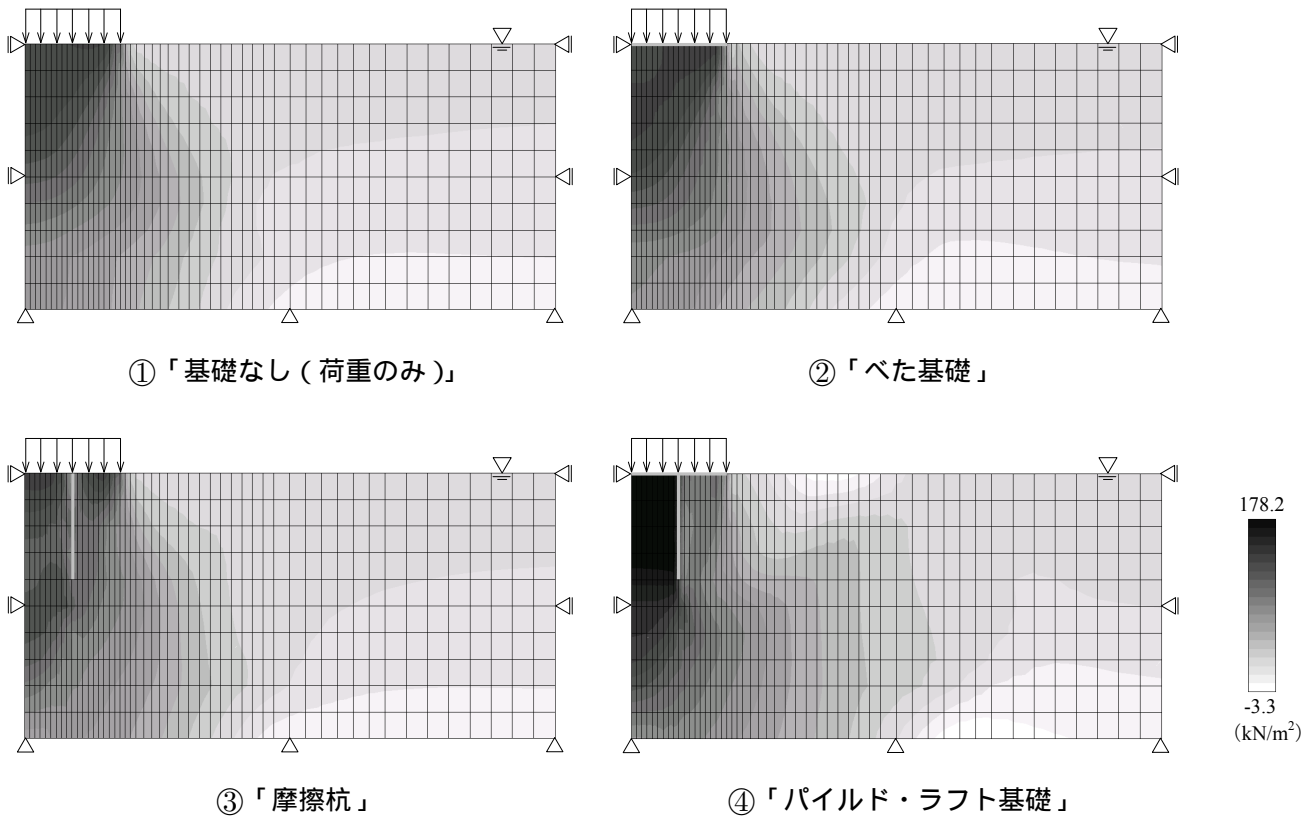 ①「基礎なし(荷重のみ)」
②「べた基礎」
178.2
-3.3
(kN/m²)
③「摩擦杭」
④「パイルド・ラフト基礎」